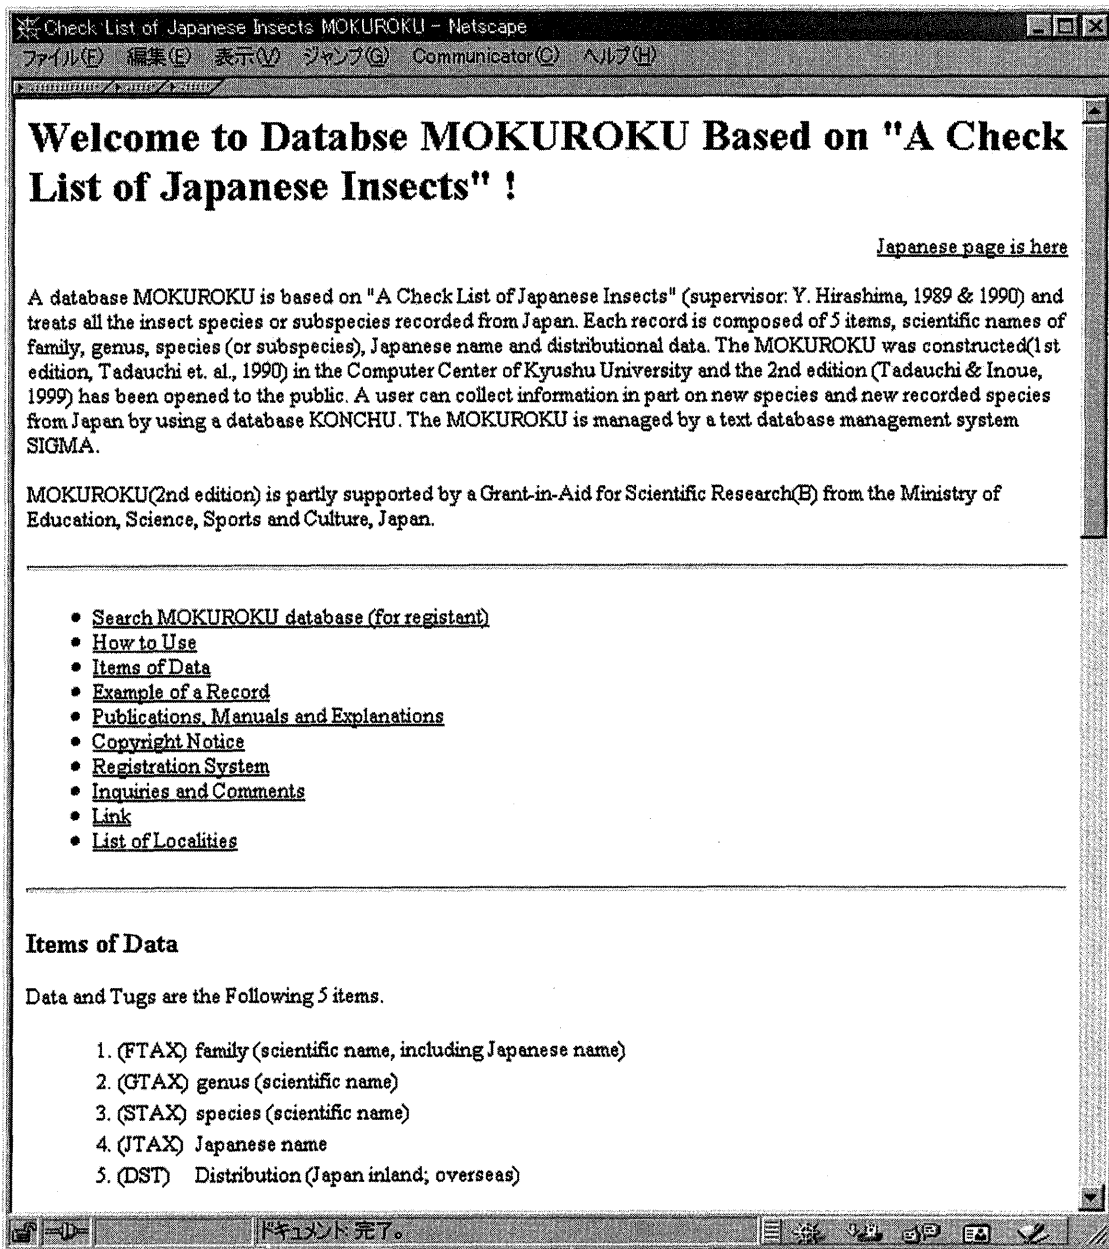 Check List of Japanese Insects MOKUROKU - Netscape
ファイル(F) 編集(E) 表示(V) ジャンプ(G) Communicator(C) ヘルプ(H)
Welcome to Databse MOKUROKU Based on "A Check
List of Japanese Insects" !
Japanese page is here
A database MOKUROKU is based on "A Check List of Japanese Insects" (supervisor: Y. Hirashima, 1989 & 1990) and
treats all the insect species or subspecies recorded from Japan. Each record is composed of 5 items, scientific names of
family, genus, species (or subspecies), Japanese name and distributional data. The MOKUROKU was constructed(1st
edition, Tadauchi et. al., 1990) in the Computer Center of Kyushu University and the 2nd edition (Tadauchi & Inoue,
1999) has been opened to the public. A user can collect information in part on new species and new recorded species
from Japan by using a database KONCHU. The MOKUROKU is managed by a text database management system
SIGMA.
MOKUROKU(2nd edition) is partly supported by a Grant-in-Aid for Scientific Research(B) from the Ministry of
Education, Science, Sports and Culture, Japan.
• Search MOKUROKU database (for registant)
• How to Use
• Items of Data
• Example of a Record
• Publications, Manuals and Explanations
• Copyright Notice
• Registration System
• Inquiries and Comments
• Link
• List of Localities
Items of Data
Data and Tugs are the Following 5 items.
1. (FTAX) family (scientific name, including Japanese name)
2. (GTAX) genus (scientific name)
3. (STAX) species (scientific name)
4. (JTAX) Japanese name
5. (DST) Distribution (Japan inland; overseas)
ドキュメント: 完了。